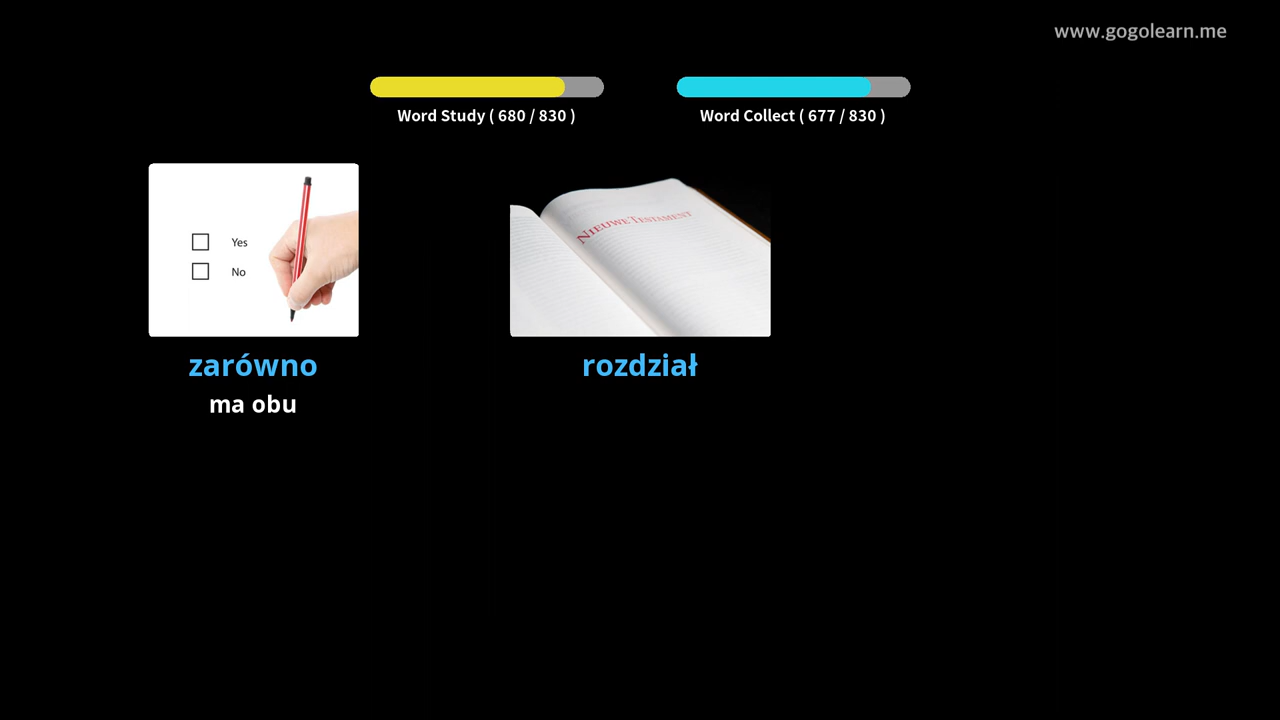 www.gogolearn.me
Word Study ( 680 / 830 )
Word Collect ( 677 / 830 )
Yes
No
NIEUWE TESTAMENT
zarówno
rozdział
ma obu